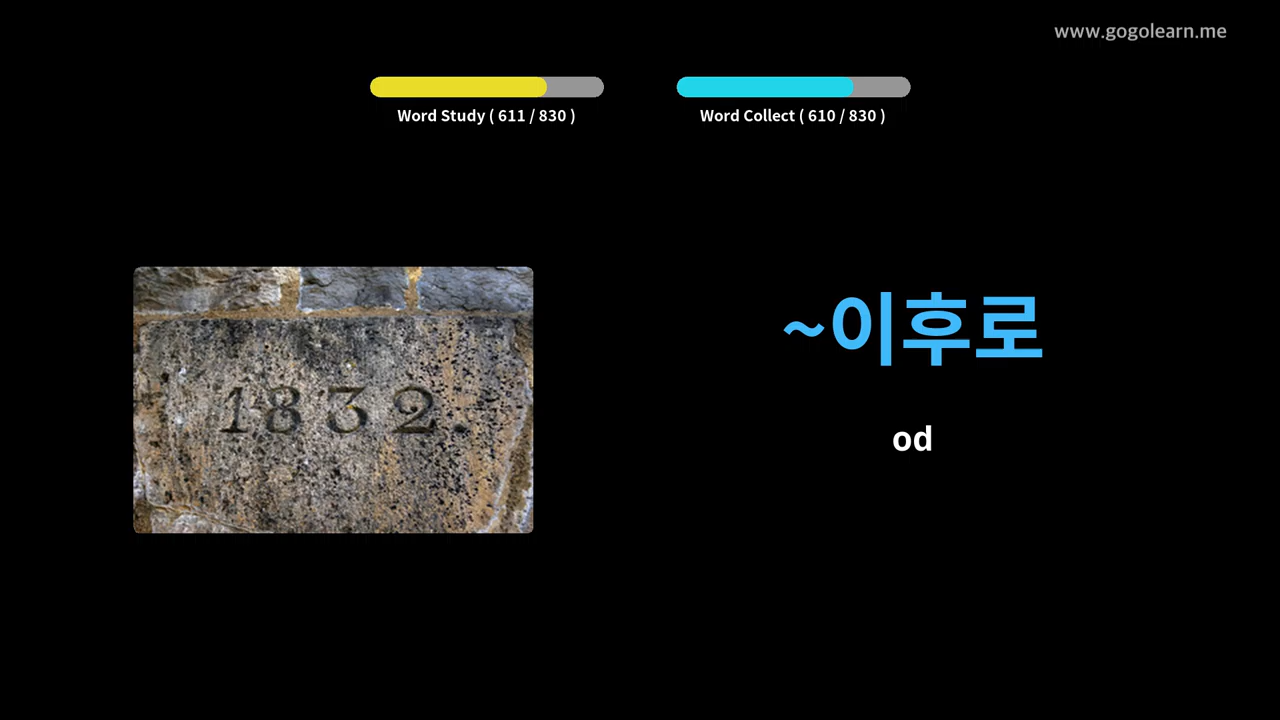 www.gogolearn.me
Word Study ( 611 / 830 )
Word Collect ( 610 / 830 )
1832.
~이후로
od